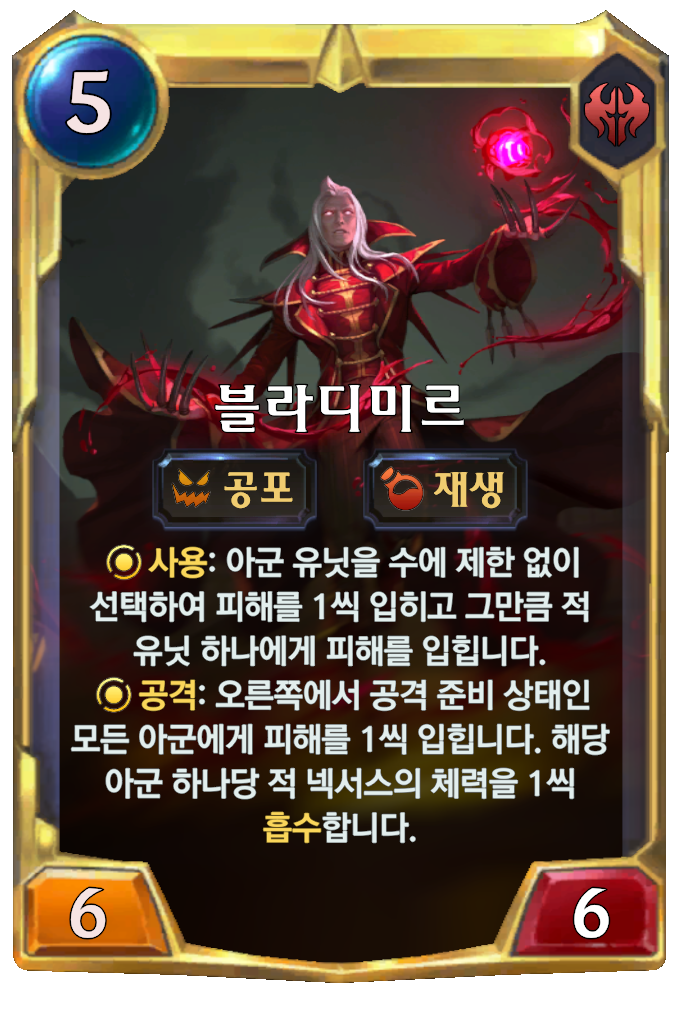 5
블라디미르
공포
재생
사용: 아군 유닛을 수에 제한 없이
선택하여 피해를 1씩 입히고 그만큼 적
유닛 하나에게 피해를 입힙니다.
공격: 오른쪽에서 공격 준비 상태인
모든 아군에게 피해를 1씩 입힙니다. 해당
아군 하나당 적 넥서스의 체력을 1씩
흡수합니다.
6
6